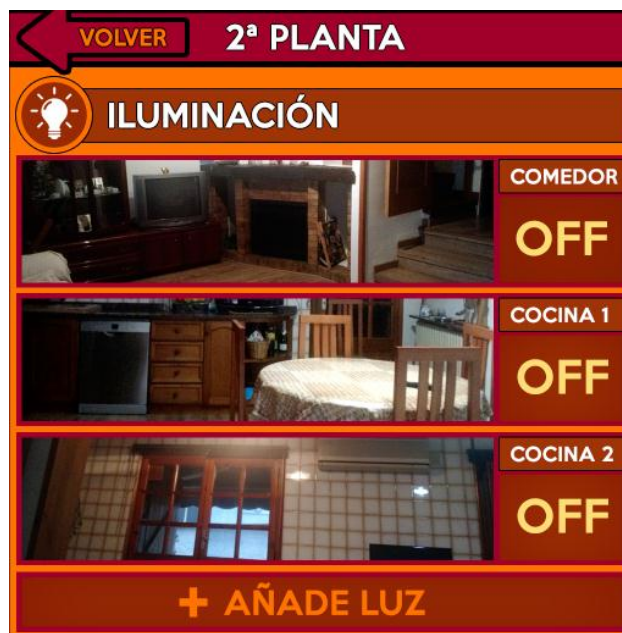 VOLVER 2ª PLANTA
ILUMINACIÓN
COMEDOR
OFF
COCINA 1
OFF
COCINA 2
OFF
+ AÑADE LUZ